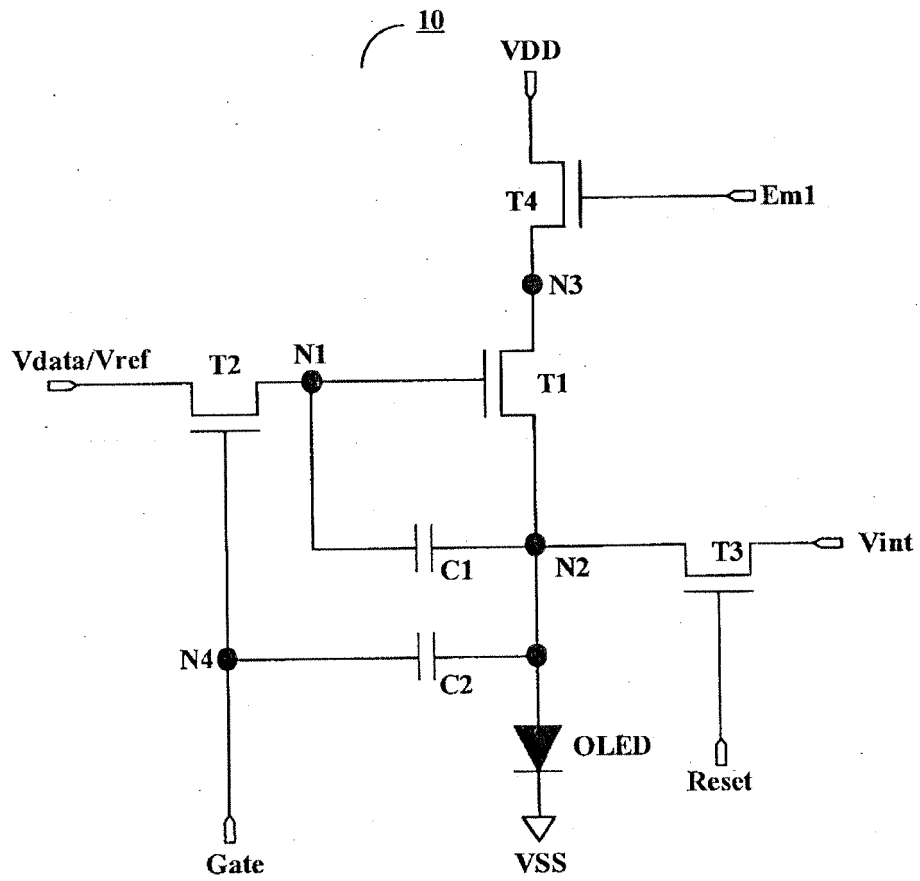 10
VDD
T4
Em1
N3
Vdata/Vref
T2
N1
T1
C1
N2
T3
Vint
N4
C2
OLED
Reset
Gate
VSS